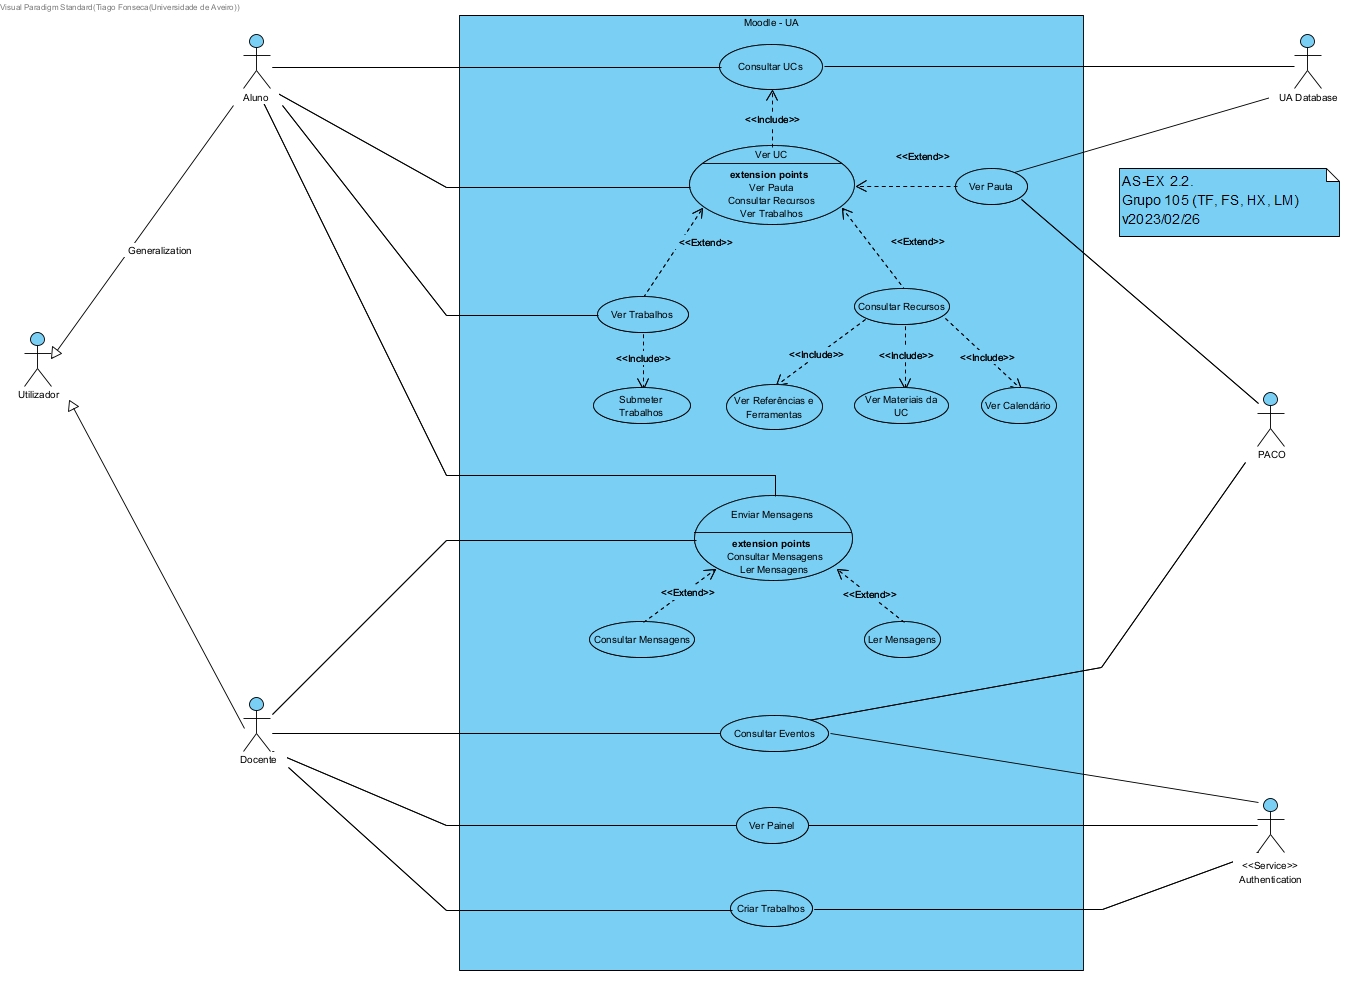 Visual Paradigm Standard(Tiago Fonseca(Universidade de Aveiro))
Moodle - UA
Aluno
Consultar UCs
UA Database
<<Include>>
Ver UC
extension points
Ver Pauta
Consultar Recursos
Ver Trabalhos
<<Extend>>
Ver Pauta
AS-EX 2.2.
Grupo 105 (TF, FS, HX, LM)
v2023/02/26
Generalization
<<Extend>>
<<Extend>>
Ver Trabalhos
Consultar Recursos
Utilizador
<<Include>>
<<Include>>
<<Include>>
<<Include>>
Submeter
Trabalhos
Ver Referências e
Ferramentas
Ver Materiais da
UC
Ver Calendário
PACO
Enviar Mensagens
extension points
Consultar Mensagens
Ler Mensagens
<<Extend>>
<<Extend>>
Consultar Mensagens
Ler Mensagens
Docente
Consultar Eventos
Ver Painel
<<Service>>
Authentication
Criar Trabalhos